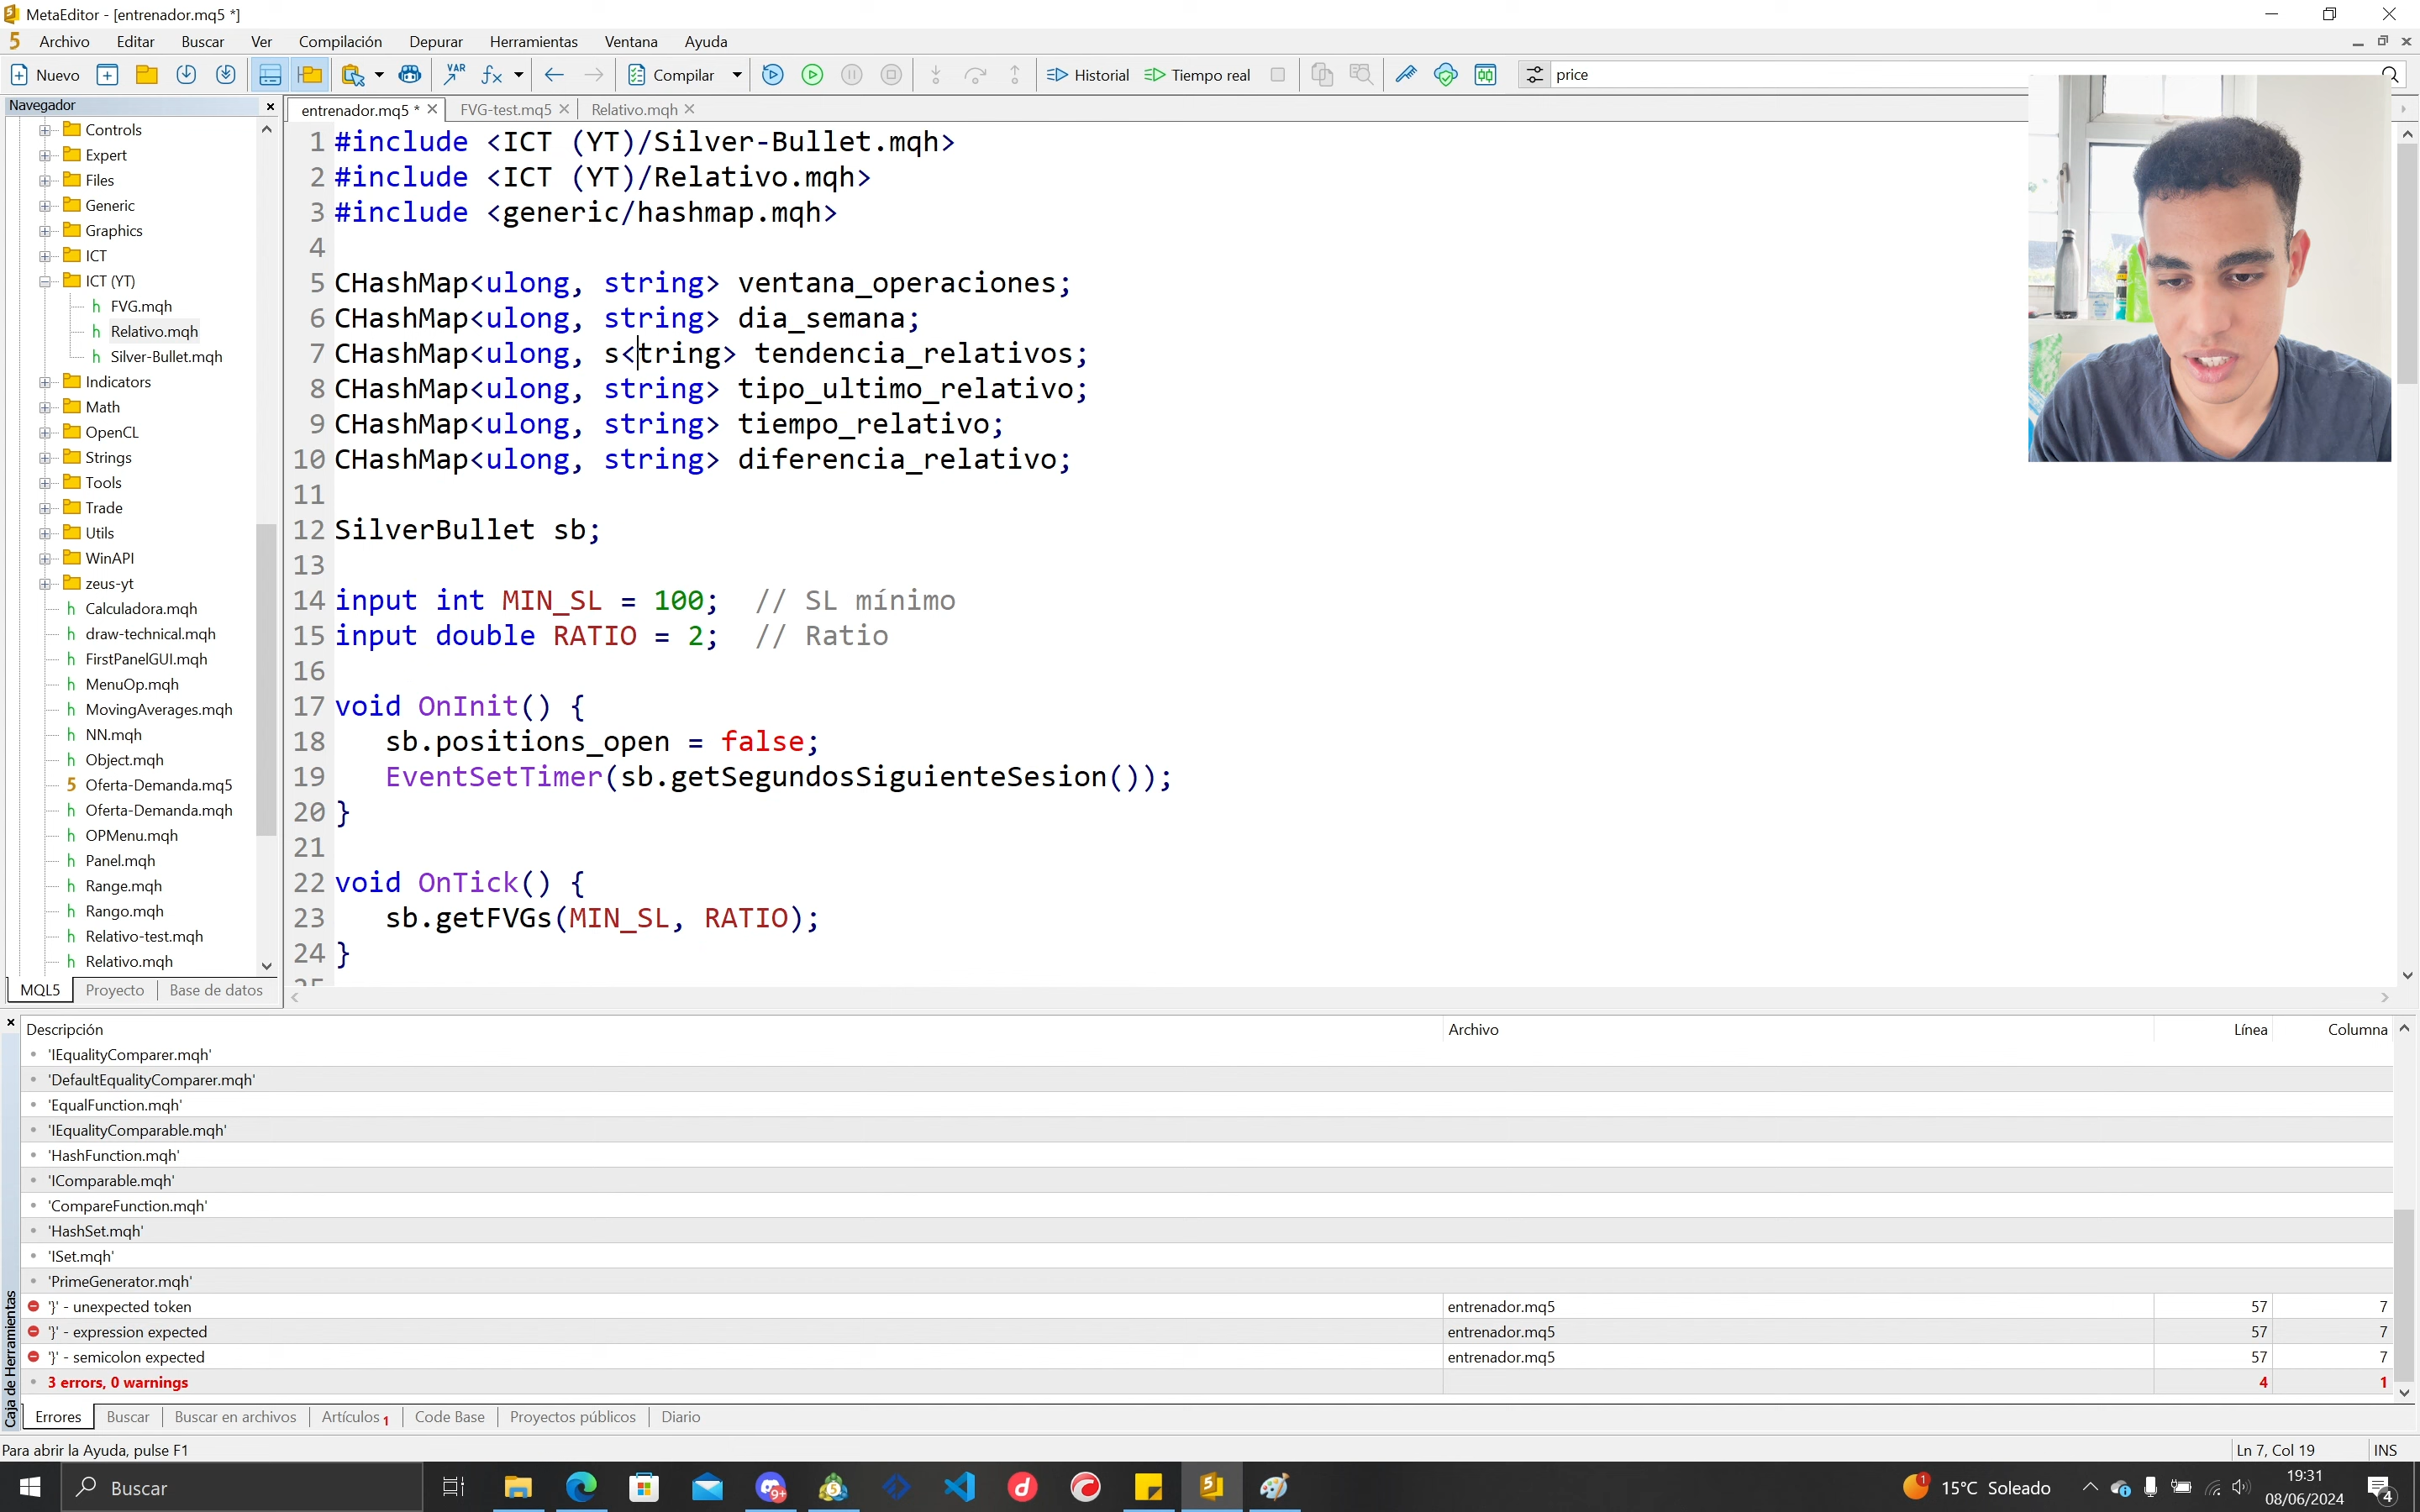 MetaEditor - [entrenador.mq5 *]
Archivo Editar Buscar Ver Compilación Depurar Herramientas Ventana Ayuda
Nuevo VAR Compilar Historial Tiempo real price
Navegador
entrenador.mq5 * FVG-test.mq5 Relativo.mqh
Controls
Expert
Files
Generic
Graphics
ICT
ICT (YT)
FVG.mqh
Relativo.mqh
Silver-Bullet.mqh
Indicators
Math
OpenCL
Strings
Tools
Trade
Utils
WinAPI
zeus-yt
Calculadora.mqh
draw-technical.mqh
FirstPanelGUI.mqh
MenuOp.mqh
MovingAverages.mqh
NN.mqh
Object.mqh
Oferta-Demanda.mq5
Oferta-Demanda.mqh
OPMenu.mqh
Panel.mqh
Range.mqh
Rango.mqh
Relativo-test.mqh
Relativo.mqh
MQL5 Proyecto Base de datos
1 #include <ICT (YT)/Silver-Bullet.mqh>
2 #include <ICT (YT)/Relativo.mqh>
3 #include <generic/hashmap.mqh>
4
5 CHashMap<ulong, string> ventana_operaciones;
6 CHashMap<ulong, string> dia_semana;
7 CHashMap<ulong, s<tring> tendencia_relativos;
8 CHashMap<ulong, string> tipo_ultimo_relativo;
9 CHashMap<ulong, string> tiempo_relativo;
10 CHashMap<ulong, string> diferencia_relativo;
11
12 SilverBullet sb;
13
14 input int MIN_SL = 100; // SL mínimo
15 input double RATIO = 2; // Ratio
16
17 void OnInit() {
18 sb.positions_open = false;
19 EventSetTimer(sb.getSegundosSiguienteSesion());
20 }
21
22 void OnTick() {
23 sb.getFVGs(MIN_SL, RATIO);
24 }
25
Descripción Archivo Línea Columna
'IEqualityComparer.mqh'
'DefaultEqualityComparer.mqh'
'EqualFunction.mqh'
'IEqualityComparable.mqh'
'HashFunction.mqh'
'IComparable.mqh'
'CompareFunction.mqh'
'HashSet.mqh'
'ISet.mqh'
'PrimeGenerator.mqh'
'}' - unexpected token entrenador.mq5 57 7
'}' - expression expected entrenador.mq5 57 7
'}' - semicolon expected entrenador.mq5 57 7
3 errors, 0 warnings 4 1
Caja de Herramientas
Errores Buscar Buscar en archivos Artículos 1 Code Base Proyectos públicos Diario
Para abrir la Ayuda, pulse F1 Ln 7, Col 19 INS
Buscar 9+ 15°C Soleado 19:31
08/06/2024 4